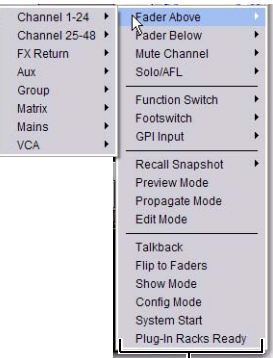 Channel 1-24
Channel 25-48
FX Return
Aux
Group
Matrix
Mains
VCA
Fader Above
Fader Below
Mute Channel
Solo/AFL
Function Switch
Footswitch
GPI Input
Recall Snapshot
Preview Mode
Propagate Mode
Edit Mode
Talkback
Flip to Faders
Show Mode
Config Mode
System Start
Plug-In Racks Ready